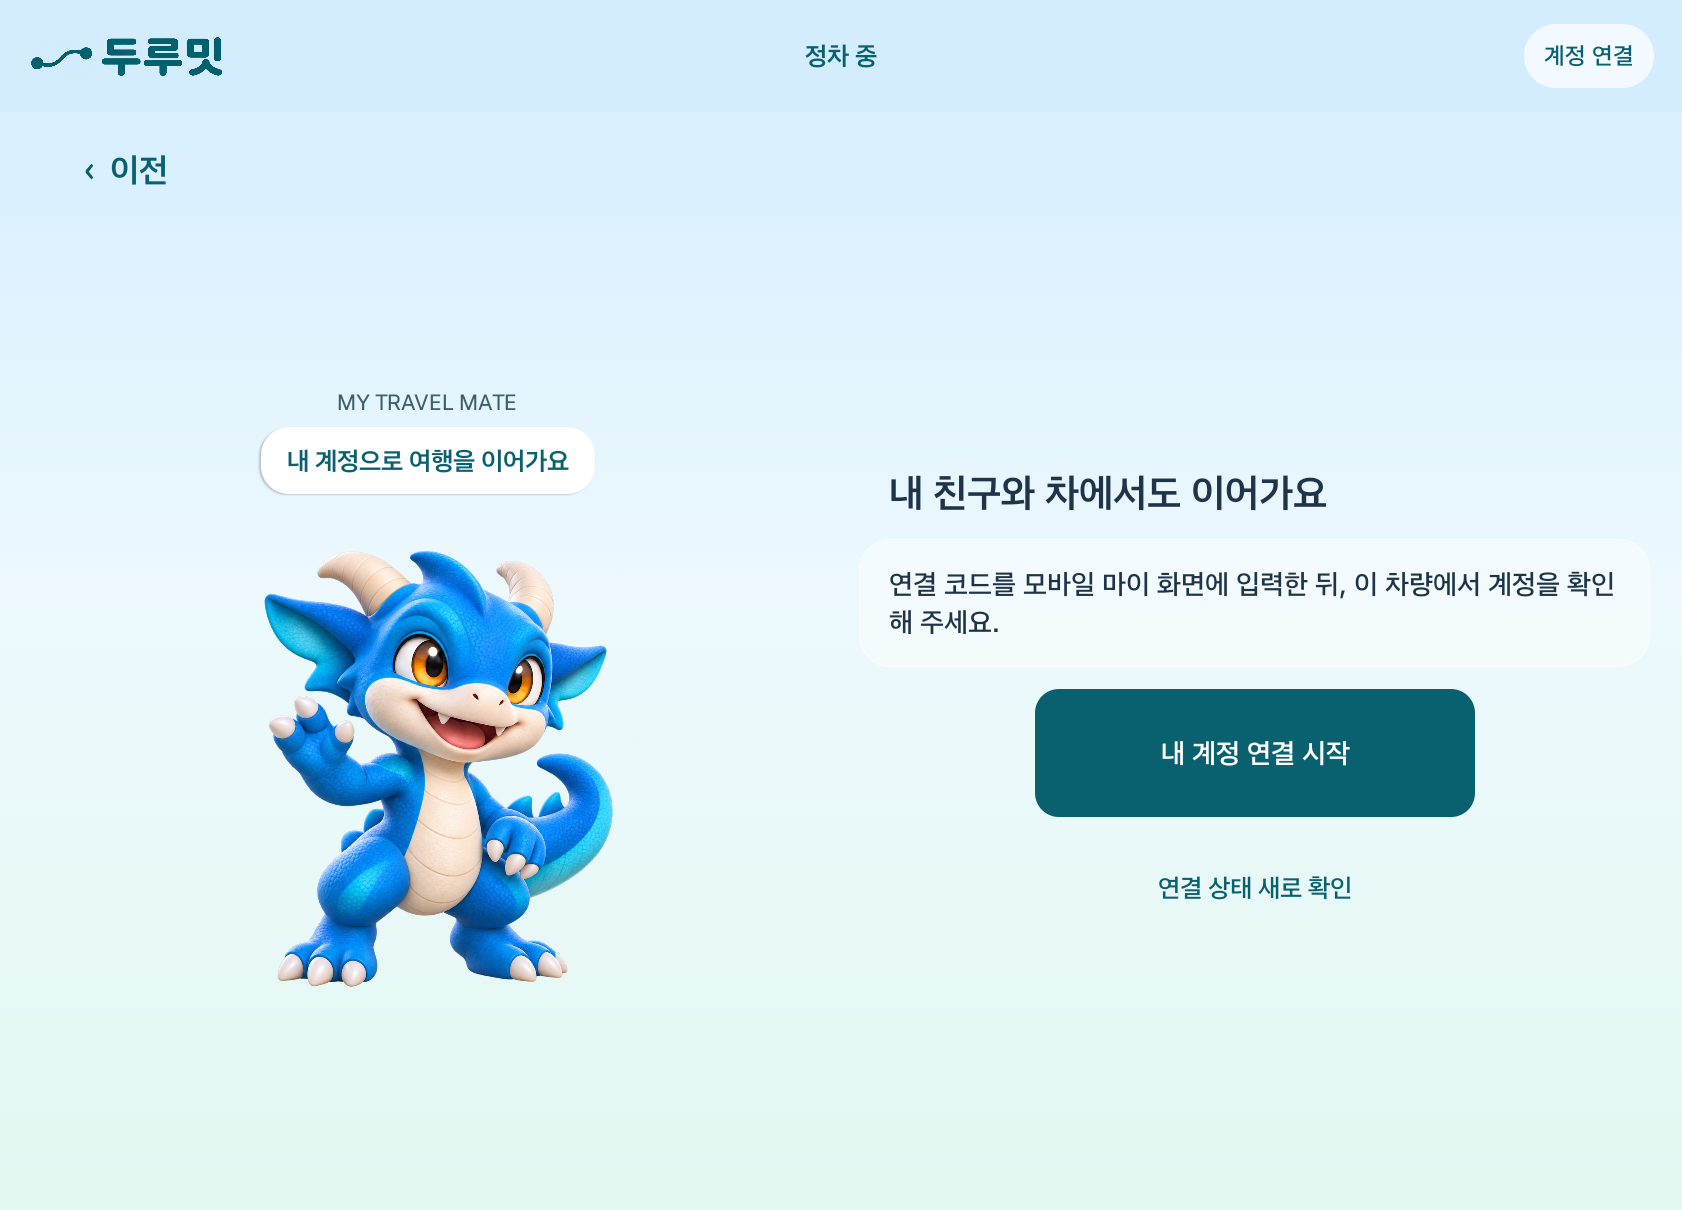 두루밋
정차 중
계정 연결
‹ 이전
MY TRAVEL MATE
내 계정으로 여행을 이어가요
내 친구와 차에서도 이어가요
연결 코드를 모바일 마이 화면에 입력한 뒤, 이 차량에서 계정을 확인
해 주세요.
내 계정 연결 시작
연결 상태 새로 확인